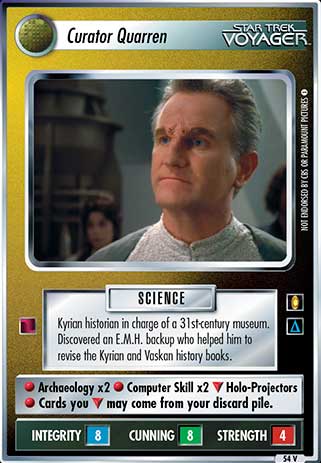 Curator Quarren
STAR TREK
VOYAGER
NOT ENDORSED BY CBS OR PARAMOUNT PICTURES
SCIENCE
Kyrian historian in charge of a 31st-century museum.
Discovered an E.M.H. backup who helped him to
revise the Kyrian and Vaskan history books.
Archaeology x2 Computer Skill x2 Holo-Projectors
Cards you may come from your discard pile.
INTEGRITY 8 CUNNING 8 STRENGTH 4
54 V